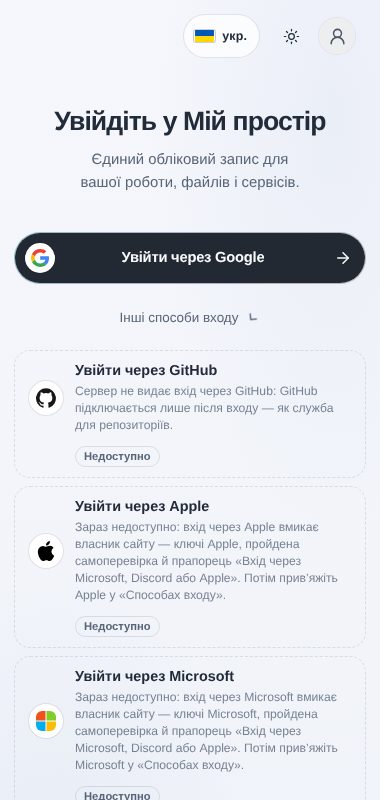 укр.
Увійдіть у Мій простір
Єдиний обліковий запис для
вашої роботи, файлів і сервісів.
Увійти через Google
Інші способи входу
Увійти через GitHub
Сервер не видає вхід через GitHub: GitHub
підключається лише після входу — як служба
для репозиторіїв.
Недоступно
Увійти через Apple
Зараз недоступно: вхід через Apple вмикає
власник сайту — ключі Apple, пройдена
самоперевірка й прапорець «Вхід через
Microsoft, Discord або Apple». Потім прив’яжіть
Apple у «Способах входу».
Недоступно
Увійти через Microsoft
Зараз недоступно: вхід через Microsoft вмикає
власник сайту — ключі Microsoft, пройдена
самоперевірка й прапорець «Вхід через
Microsoft, Discord або Apple». Потім прив’яжіть
Microsoft у «Способах входу».
Недоступно